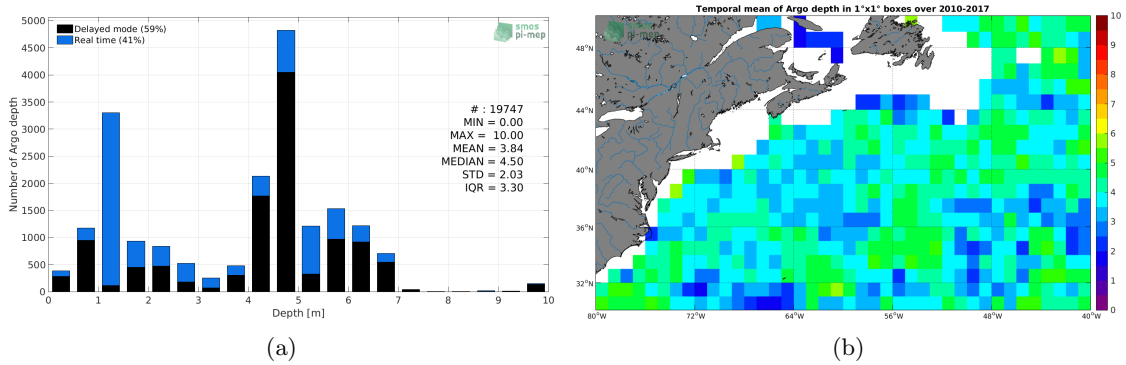 Delayed mode (59%)
Real time (41%)
smos
pi-mep
5000
4500
4000
3500
3000
2500
2000
1500
1000
500
0
Number of Argo depth
# : 19747
MIN = 0.00
MAX = 10.00
MEAN = 3.84
MEDIAN = 4.50
STD = 2.03
IQR = 3.30
0 1 2 3 4 5 6 7 8 9 10
Depth [m]
(a)
Temporal mean of Argo depth in 1°x1° boxes over 2010-2017
smos
pi-mep
48°N
44°N
40°N
36°N
32°N
80°W 72°W 64°W 56°W 48°W 40°W
10
9
8
7
6
5
4
3
2
1
0
(b)